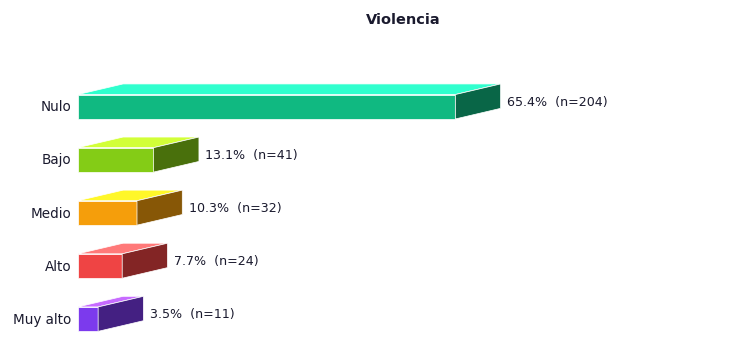 Violencia
Nulo 65.4% (n=204)
Bajo 13.1% (n=41)
Medio 10.3% (n=32)
Alto 7.7% (n=24)
Muy alto 3.5% (n=11)